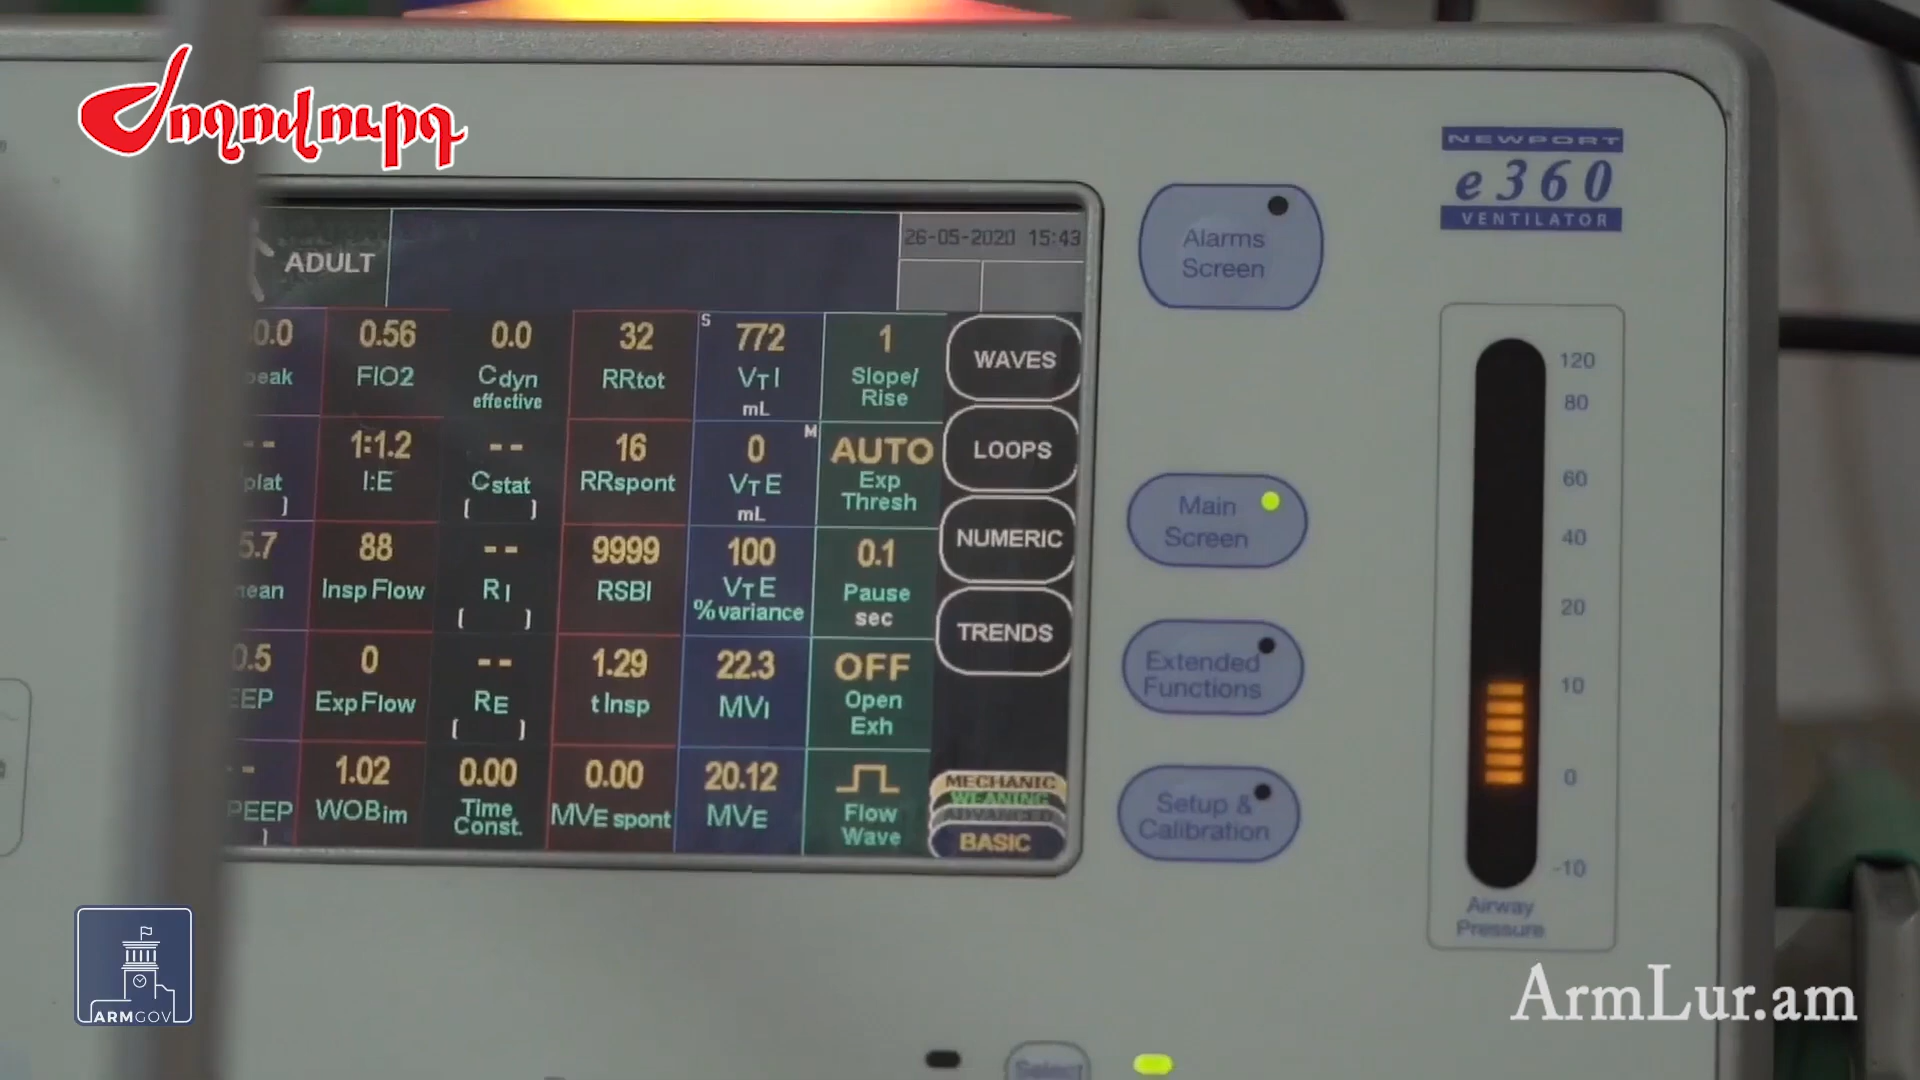 Ժողովուրդ
NEWPORT
e360
VENTILATOR
ADULT
26-05-2020 15:43
0.56
FIO2
0.0
Cdyn
effective
32
RRtot
S
772
VTI
mL
1
Slope/
Rise
WAVES
Alarms
Screen
1:1.2
I:E
--
Cstat
[ ]
16
RRspont
M
0
VTE
mL
AUTO
Exp
Thresh
LOOPS
88
Insp Flow
--
RI
[ ]
9999
RSBI
100
VTE
%variance
0.1
Pause
sec
NUMERIC
Main
Screen
0
Exp Flow
--
RE
[ ]
1.29
tInsp
22.3
MVI
OFF
Open
Exh
TRENDS
Extended
Functions
PEEP
1.02
WOBim
0.00
Time
Const.
0.00
MVE spont
20.12
MVE
Flow
Wave
MECHANIC
WEANING
ADVANCED
BASIC
Setup &
Calibration
120
80
60
40
20
10
0
-10
Airway
Pressure
Select
ARMGOV
ArmLur.am